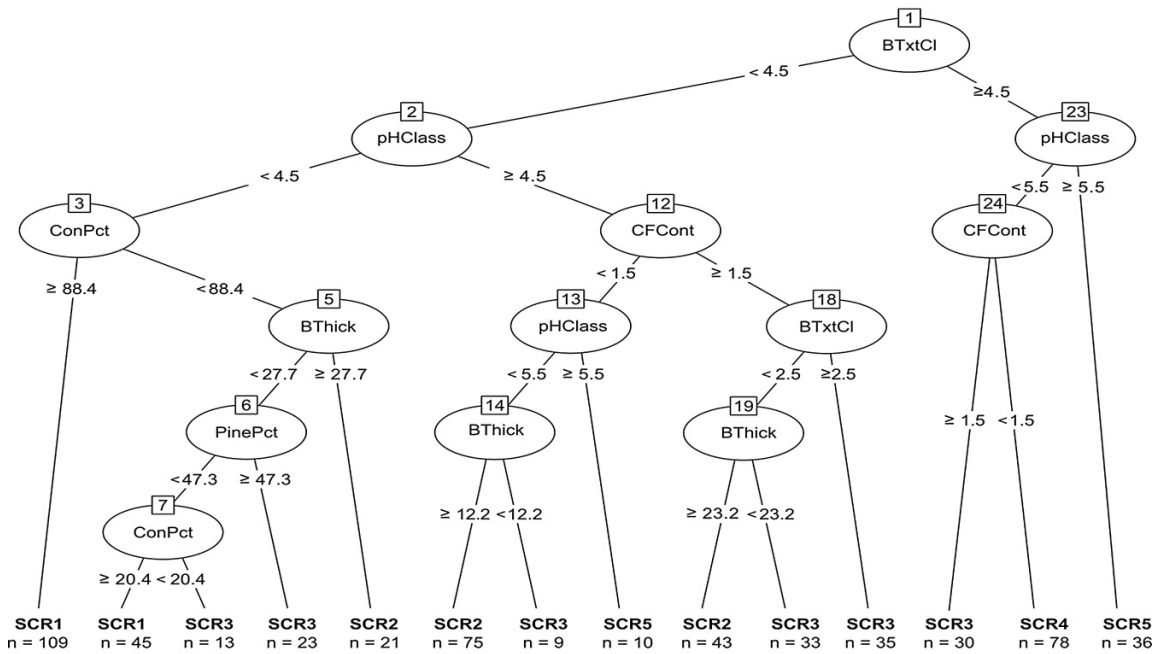 1
BTxtCl
< 4.5
≥4.5
2
pHClass
23
pHClass
< 4.5
≥ 4.5
<5.5
≥ 5.5
3
ConPct
12
CFCont
24
CFCont
≥ 88.4
<88.4
< 1.5
≥ 1.5
5
BThick
13
pHClass
18
BTxtCl
<27.7
≥ 27.7
< 5.5
≥ 5.5
< 2.5
≥2.5
6
PinePct
14
BThick
19
BThick
≥ 1.5
<1.5
<47.3
≥ 47.3
7
ConPct
≥ 12.2
<12.2
≥ 23.2
<23.2
≥ 20.4
< 20.4
SCR1 SCR1 SCR3 SCR3 SCR2 SCR2 SCR3 SCR5 SCR2 SCR3 SCR3 SCR3 SCR4 SCR5
n = 109 n = 45 n = 13 n = 23 n = 21 n = 75 n = 9 n = 10 n = 43 n = 33 n = 35 n = 30 n = 78 n = 36